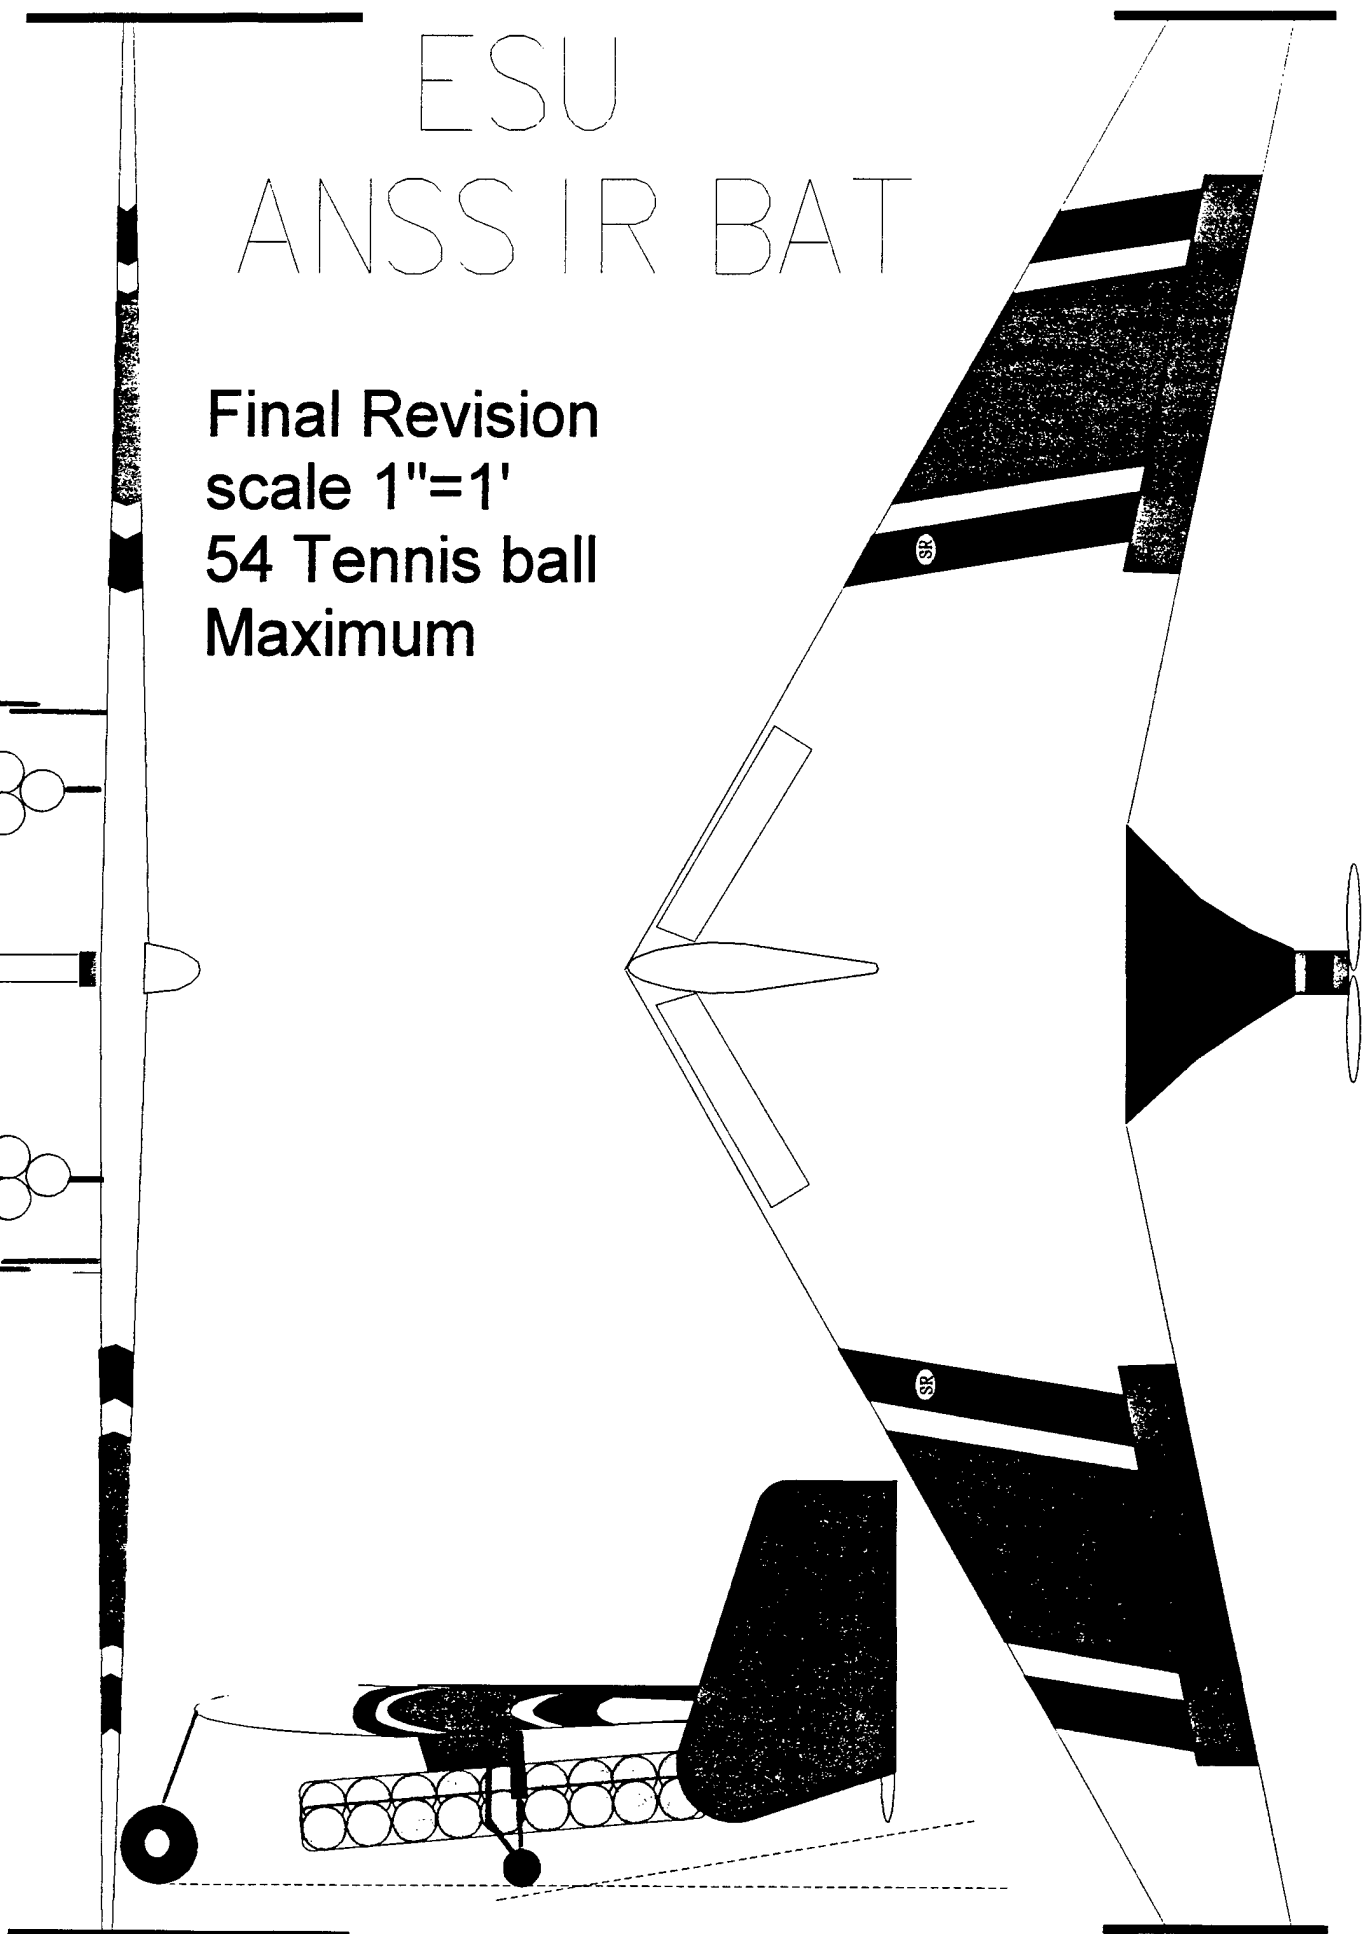 ESU
ANSS IR BAT
Final Revision
scale 1"=1'
54 Tennis ball
Maximum
SR
SR